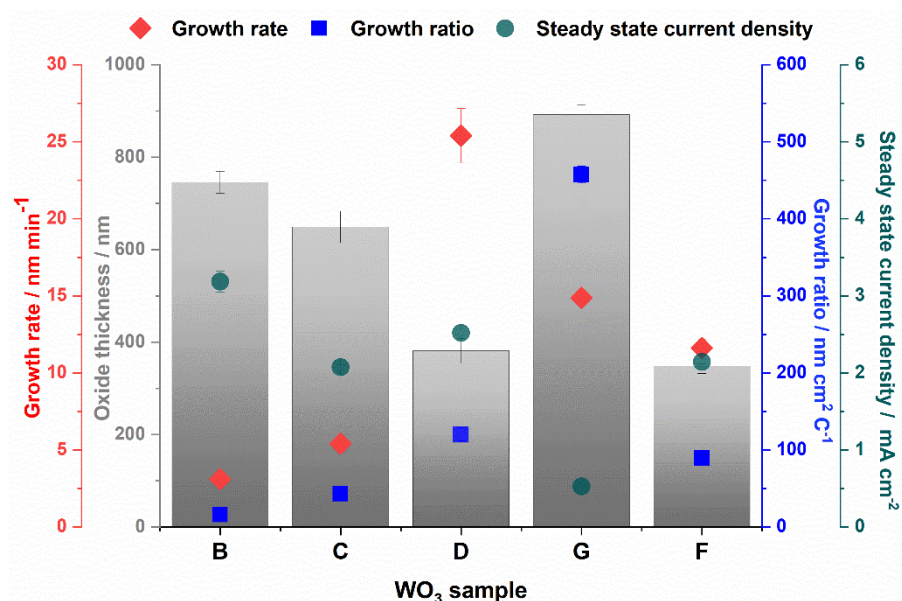 Growth rate Growth ratio Steady state current density
30 1000 600 6
25 800 500 5
20 600 400 4
15 400 300 3
10 200 200 2
5 100 1
0 0 0 0
Growth rate / nm min⁻¹
Oxide thickness / nm
Growth ratio / nm cm² C⁻¹
Steady state current density / mA cm⁻²
B C D G F
WO₃ sample